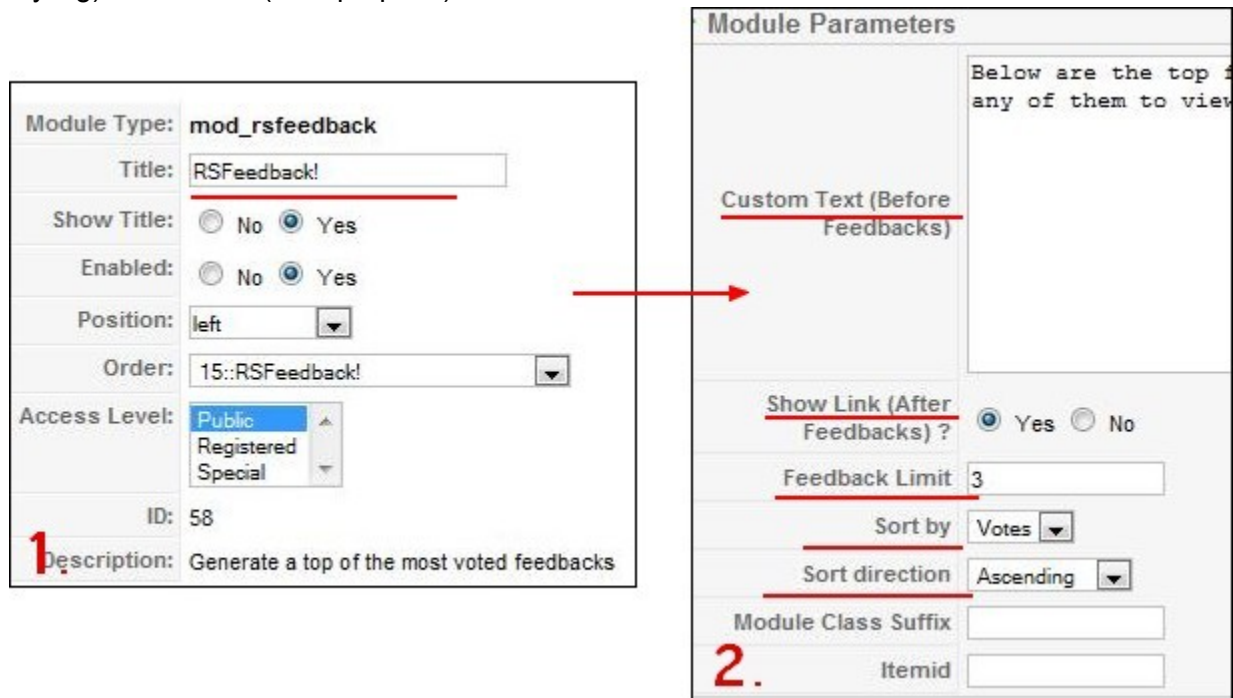 Module Type: mod_rsfeedback
Title: RSFeedback!
Show Title: No Yes
Enabled: No Yes
Position: left
Order: 15::RSFeedback!
Access Level: Public
Registered
Special
ID: 58
1.
Description: Generate a top of the most voted feedbacks
Module Parameters
Below are the top
any of them to view
Custom Text (Before
Feedbacks)
Show Link (After
Feedbacks) ? Yes No
Feedback Limit 3
Sort by Votes
Sort direction Ascending
Module Class Suffix
2.
Itemid